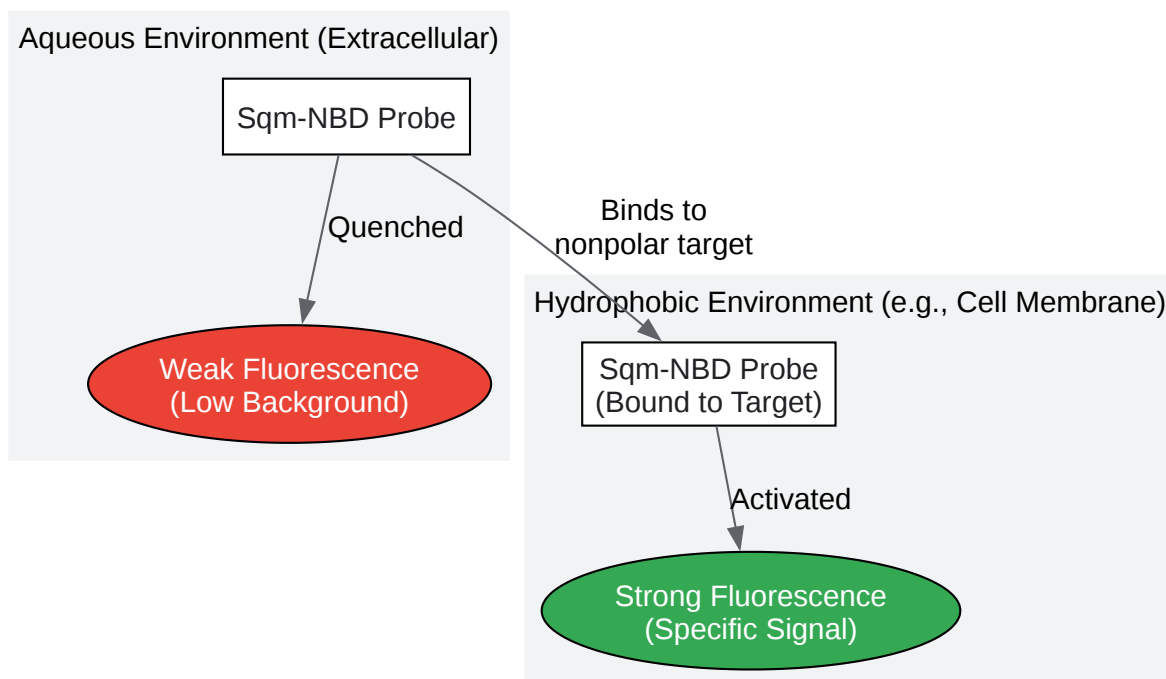 Aqueous Environment (Extracellular)
Sqm-NBD Probe
Quenched
Binds to
nonpolar target
Weak Fluorescence
(Low Background)
Hydrophobic Environment (e.g., Cell Membrane)
Sqm-NBD Probe
(Bound to Target)
Activated
Strong Fluorescence
(Specific Signal)